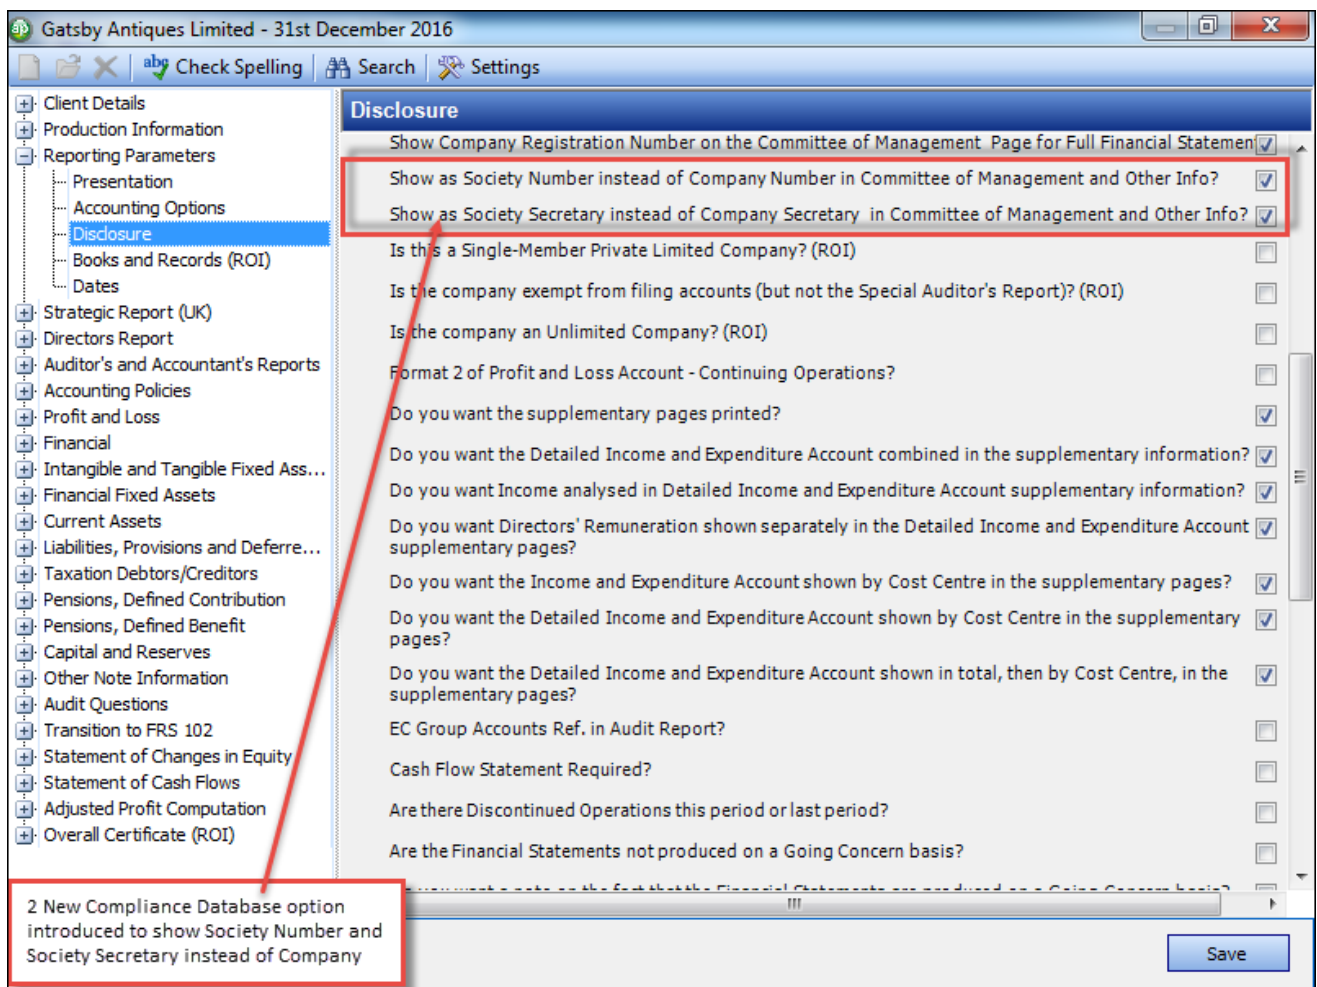 Gatsby Antiques Limited - 31st December 2016
Check Spelling
Search
Settings
Client Details
Production Information
Reporting Parameters
Presentation
Accounting Options
Disclosure
Books and Records (ROI)
Dates
Strategic Report (UK)
Directors Report
Auditor's and Accountant's Reports
Accounting Policies
Profit and Loss
Financial
Intangible and Tangible Fixed Ass...
Financial Fixed Assets
Current Assets
Liabilities, Provisions and Deferre...
Taxation Debtors/Creditors
Pensions, Defined Contribution
Pensions, Defined Benefit
Capital and Reserves
Other Note Information
Audit Questions
Transition to FRS 102
Statement of Changes in Equity
Statement of Cash Flows
Adjusted Profit Computation
Overall Certificate (ROI)
Disclosure
Show Company Registration Number on the Committee of Management Page for Full Financial Statemen
Show as Society Number instead of Company Number in Committee of Management and Other Info?
Show as Society Secretary instead of Company Secretary in Committee of Management and Other Info?
Is this a Single-Member Private Limited Company? (ROI)
Is the company exempt from filing accounts (but not the Special Auditor's Report)? (ROI)
Is the company an Unlimited Company? (ROI)
Format 2 of Profit and Loss Account - Continuing Operations?
Do you want the supplementary pages printed?
Do you want the Detailed Income and Expenditure Account combined in the supplementary information?
Do you want Income analysed in Detailed Income and Expenditure Account supplementary information?
Do you want Directors' Remuneration shown separately in the Detailed Income and Expenditure Account
supplementary pages?
Do you want the Income and Expenditure Account shown by Cost Centre in the supplementary pages?
Do you want the Detailed Income and Expenditure Account shown by Cost Centre in the supplementary
pages?
Do you want the Detailed Income and Expenditure Account shown in total, then by Cost Centre, in the
supplementary pages?
EC Group Accounts Ref. in Audit Report?
Cash Flow Statement Required?
Are there Discontinued Operations this period or last period?
Are the Financial Statements not produced on a Going Concern basis?
you want a note on the fact that the Financial Statements are produced on a Going Concern basis?
2 New Compliance Database option
introduced to show Society Number and
Society Secretary instead of Company
Save